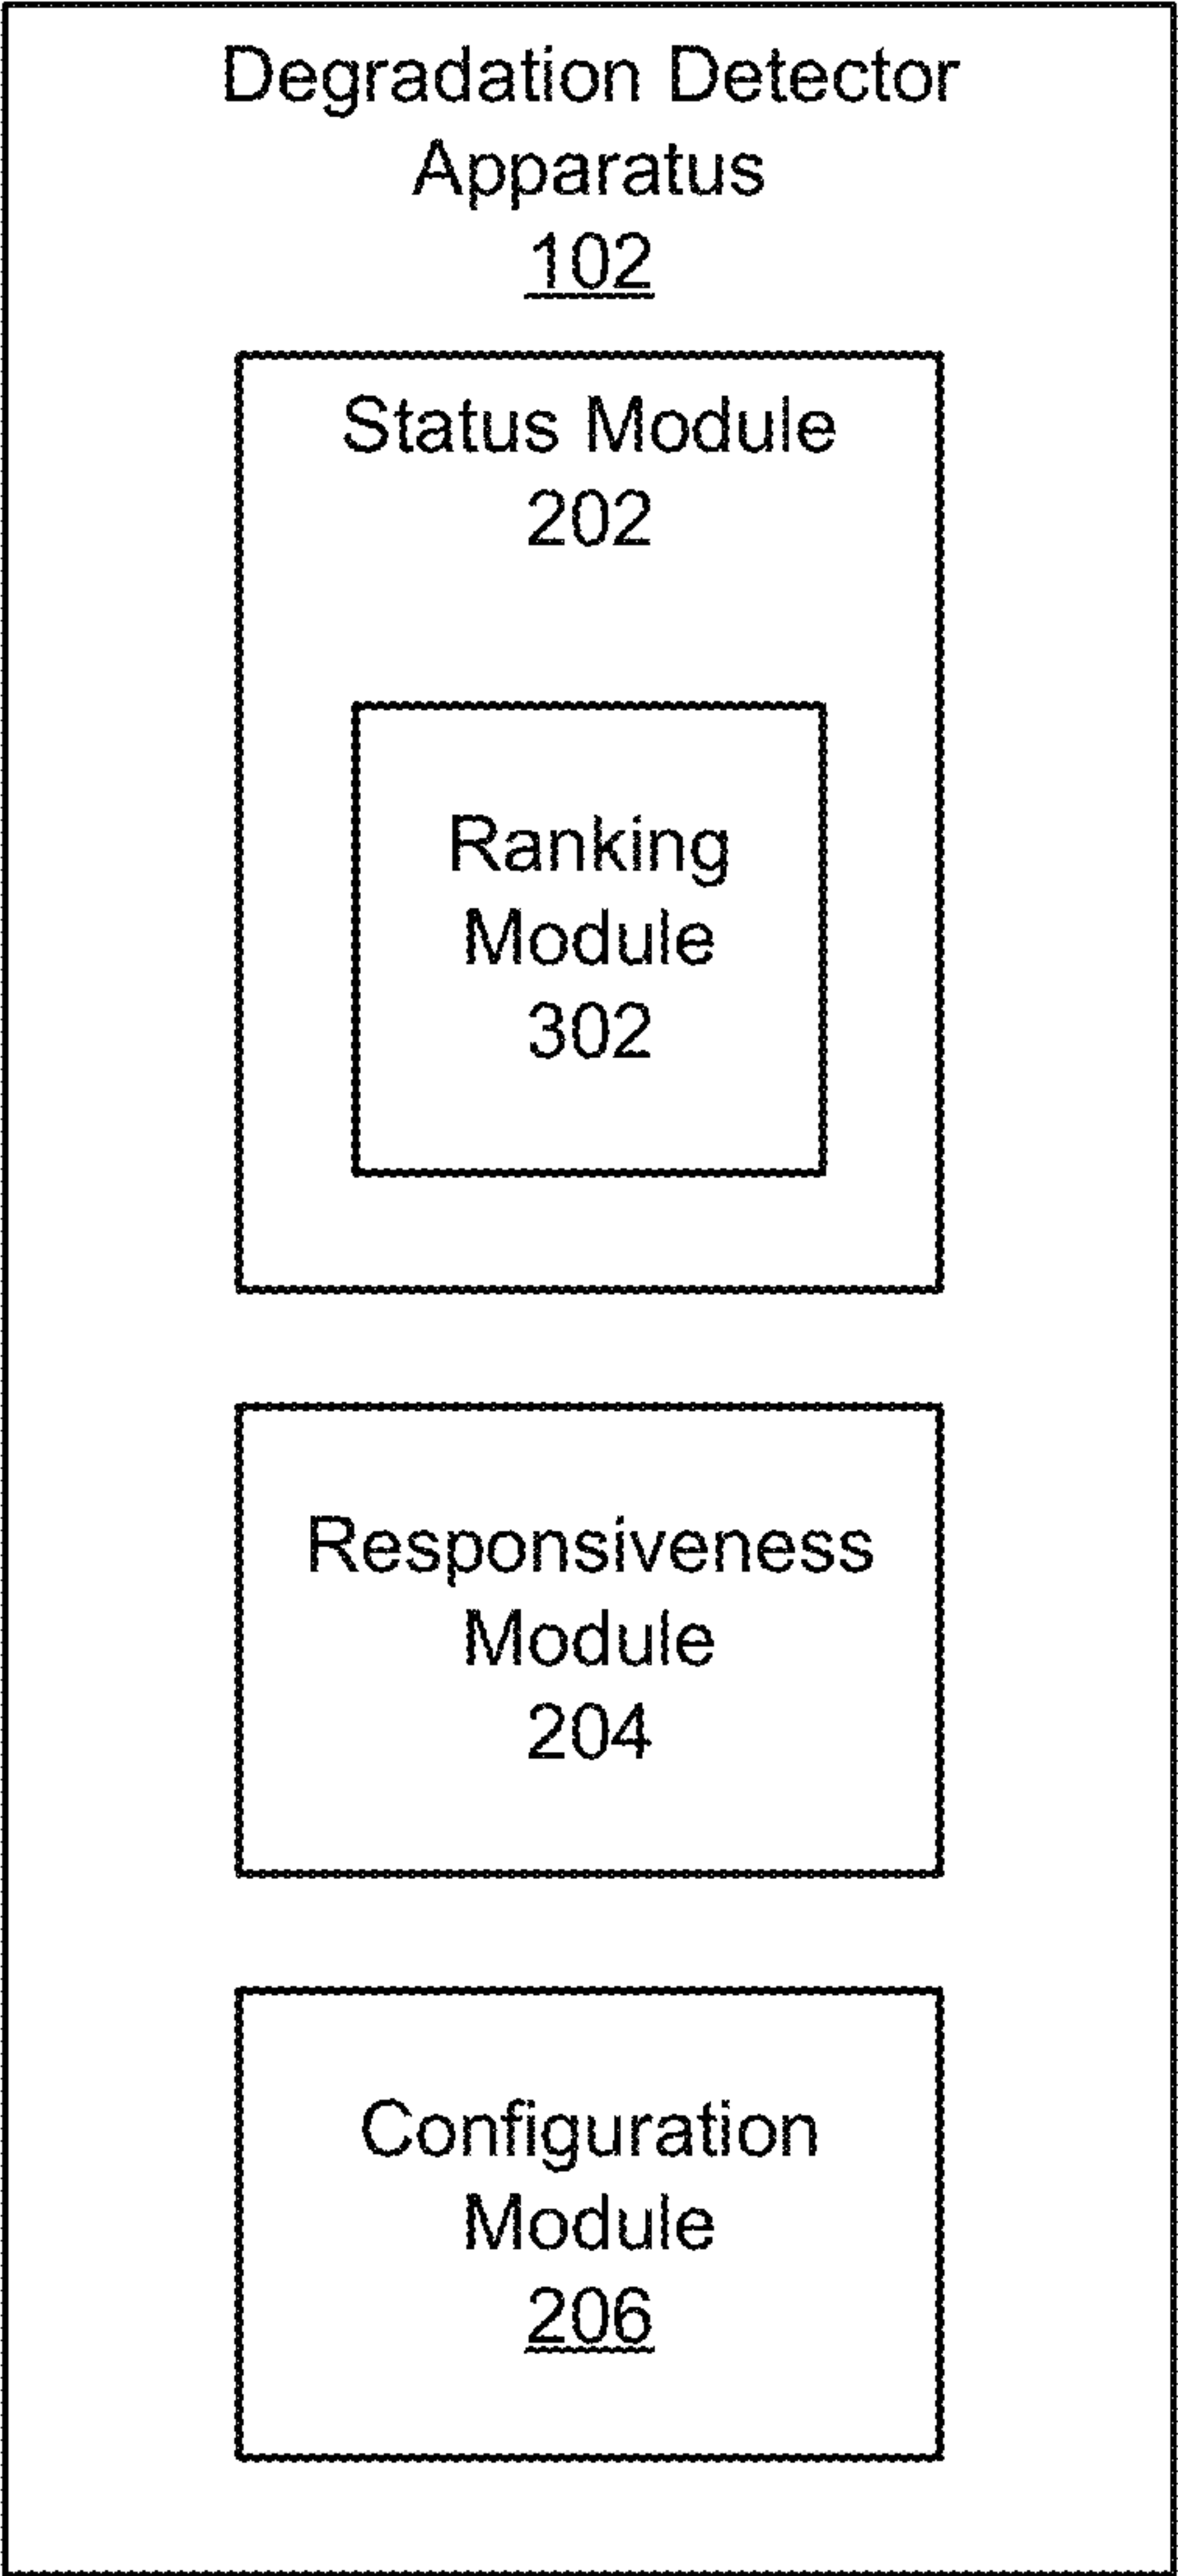 Degradation Detector
Apparatus
102
Status Module
202
Ranking
Module
302
Responsiveness
Module
204
Configuration
Module
206